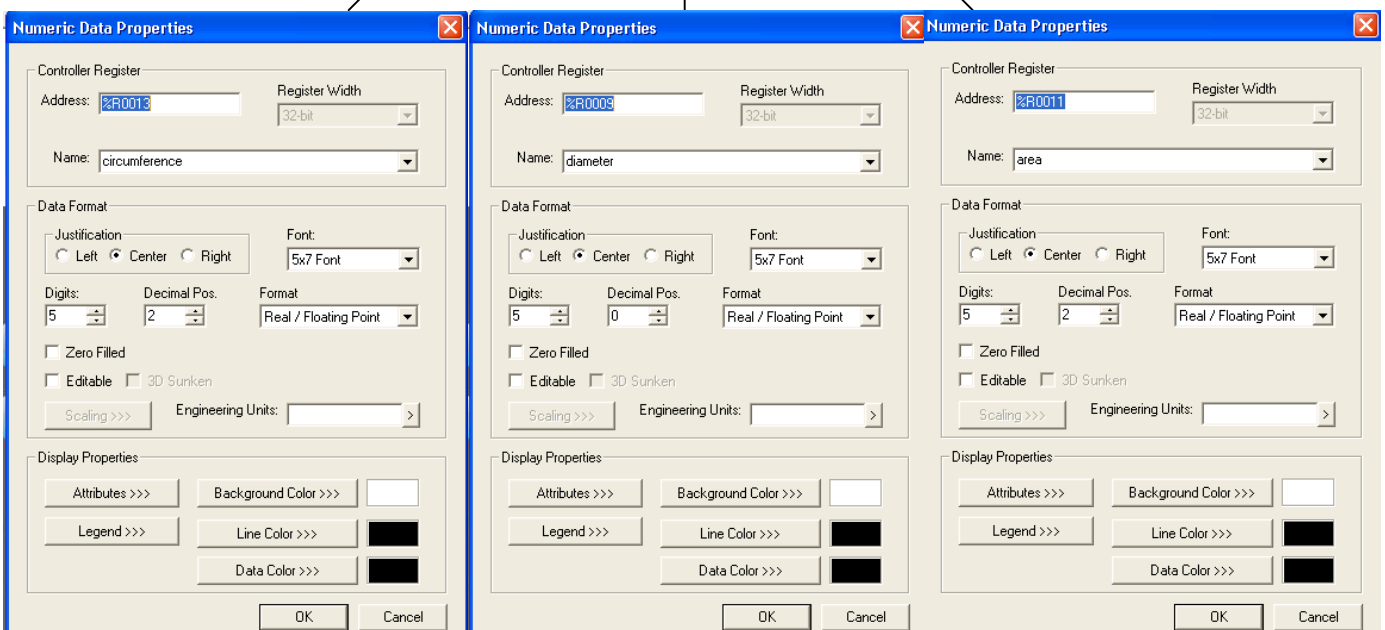 Numeric Data Properties
Controller Register
Address: %R0013
Register Width
32-bit
Name: circumference
Data Format
Justification
Left Center Right
Font:
5x7 Font
Digits: Decimal Pos. Format
5 2 Real / Floating Point
Zero Filled
Editable 3D Sunken
Scaling >>> Engineering Units: >
Display Properties
Attributes >>> Background Color >>>
Legend >>> Line Color >>>
Data Color >>>
OK Cancel
Numeric Data Properties
Controller Register
Address: %R0009
Register Width
32-bit
Name: diameter
Data Format
Justification
Left Center Right
Font:
5x7 Font
Digits: Decimal Pos. Format
5 0 Real / Floating Point
Zero Filled
Editable 3D Sunken
Scaling >>> Engineering Units: >
Display Properties
Attributes >>> Background Color >>>
Legend >>> Line Color >>>
Data Color >>>
OK Cancel
Numeric Data Properties
Controller Register
Address: %R0011
Register Width
32-bit
Name: area
Data Format
Justification
Left Center Right
Font:
5x7 Font
Digits: Decimal Pos. Format
5 2 Real / Floating Point
Zero Filled
Editable 3D Sunken
Scaling >>> Engineering Units: >
Display Properties
Attributes >>> Background Color >>>
Legend >>> Line Color >>>
Data Color >>>
OK Cancel